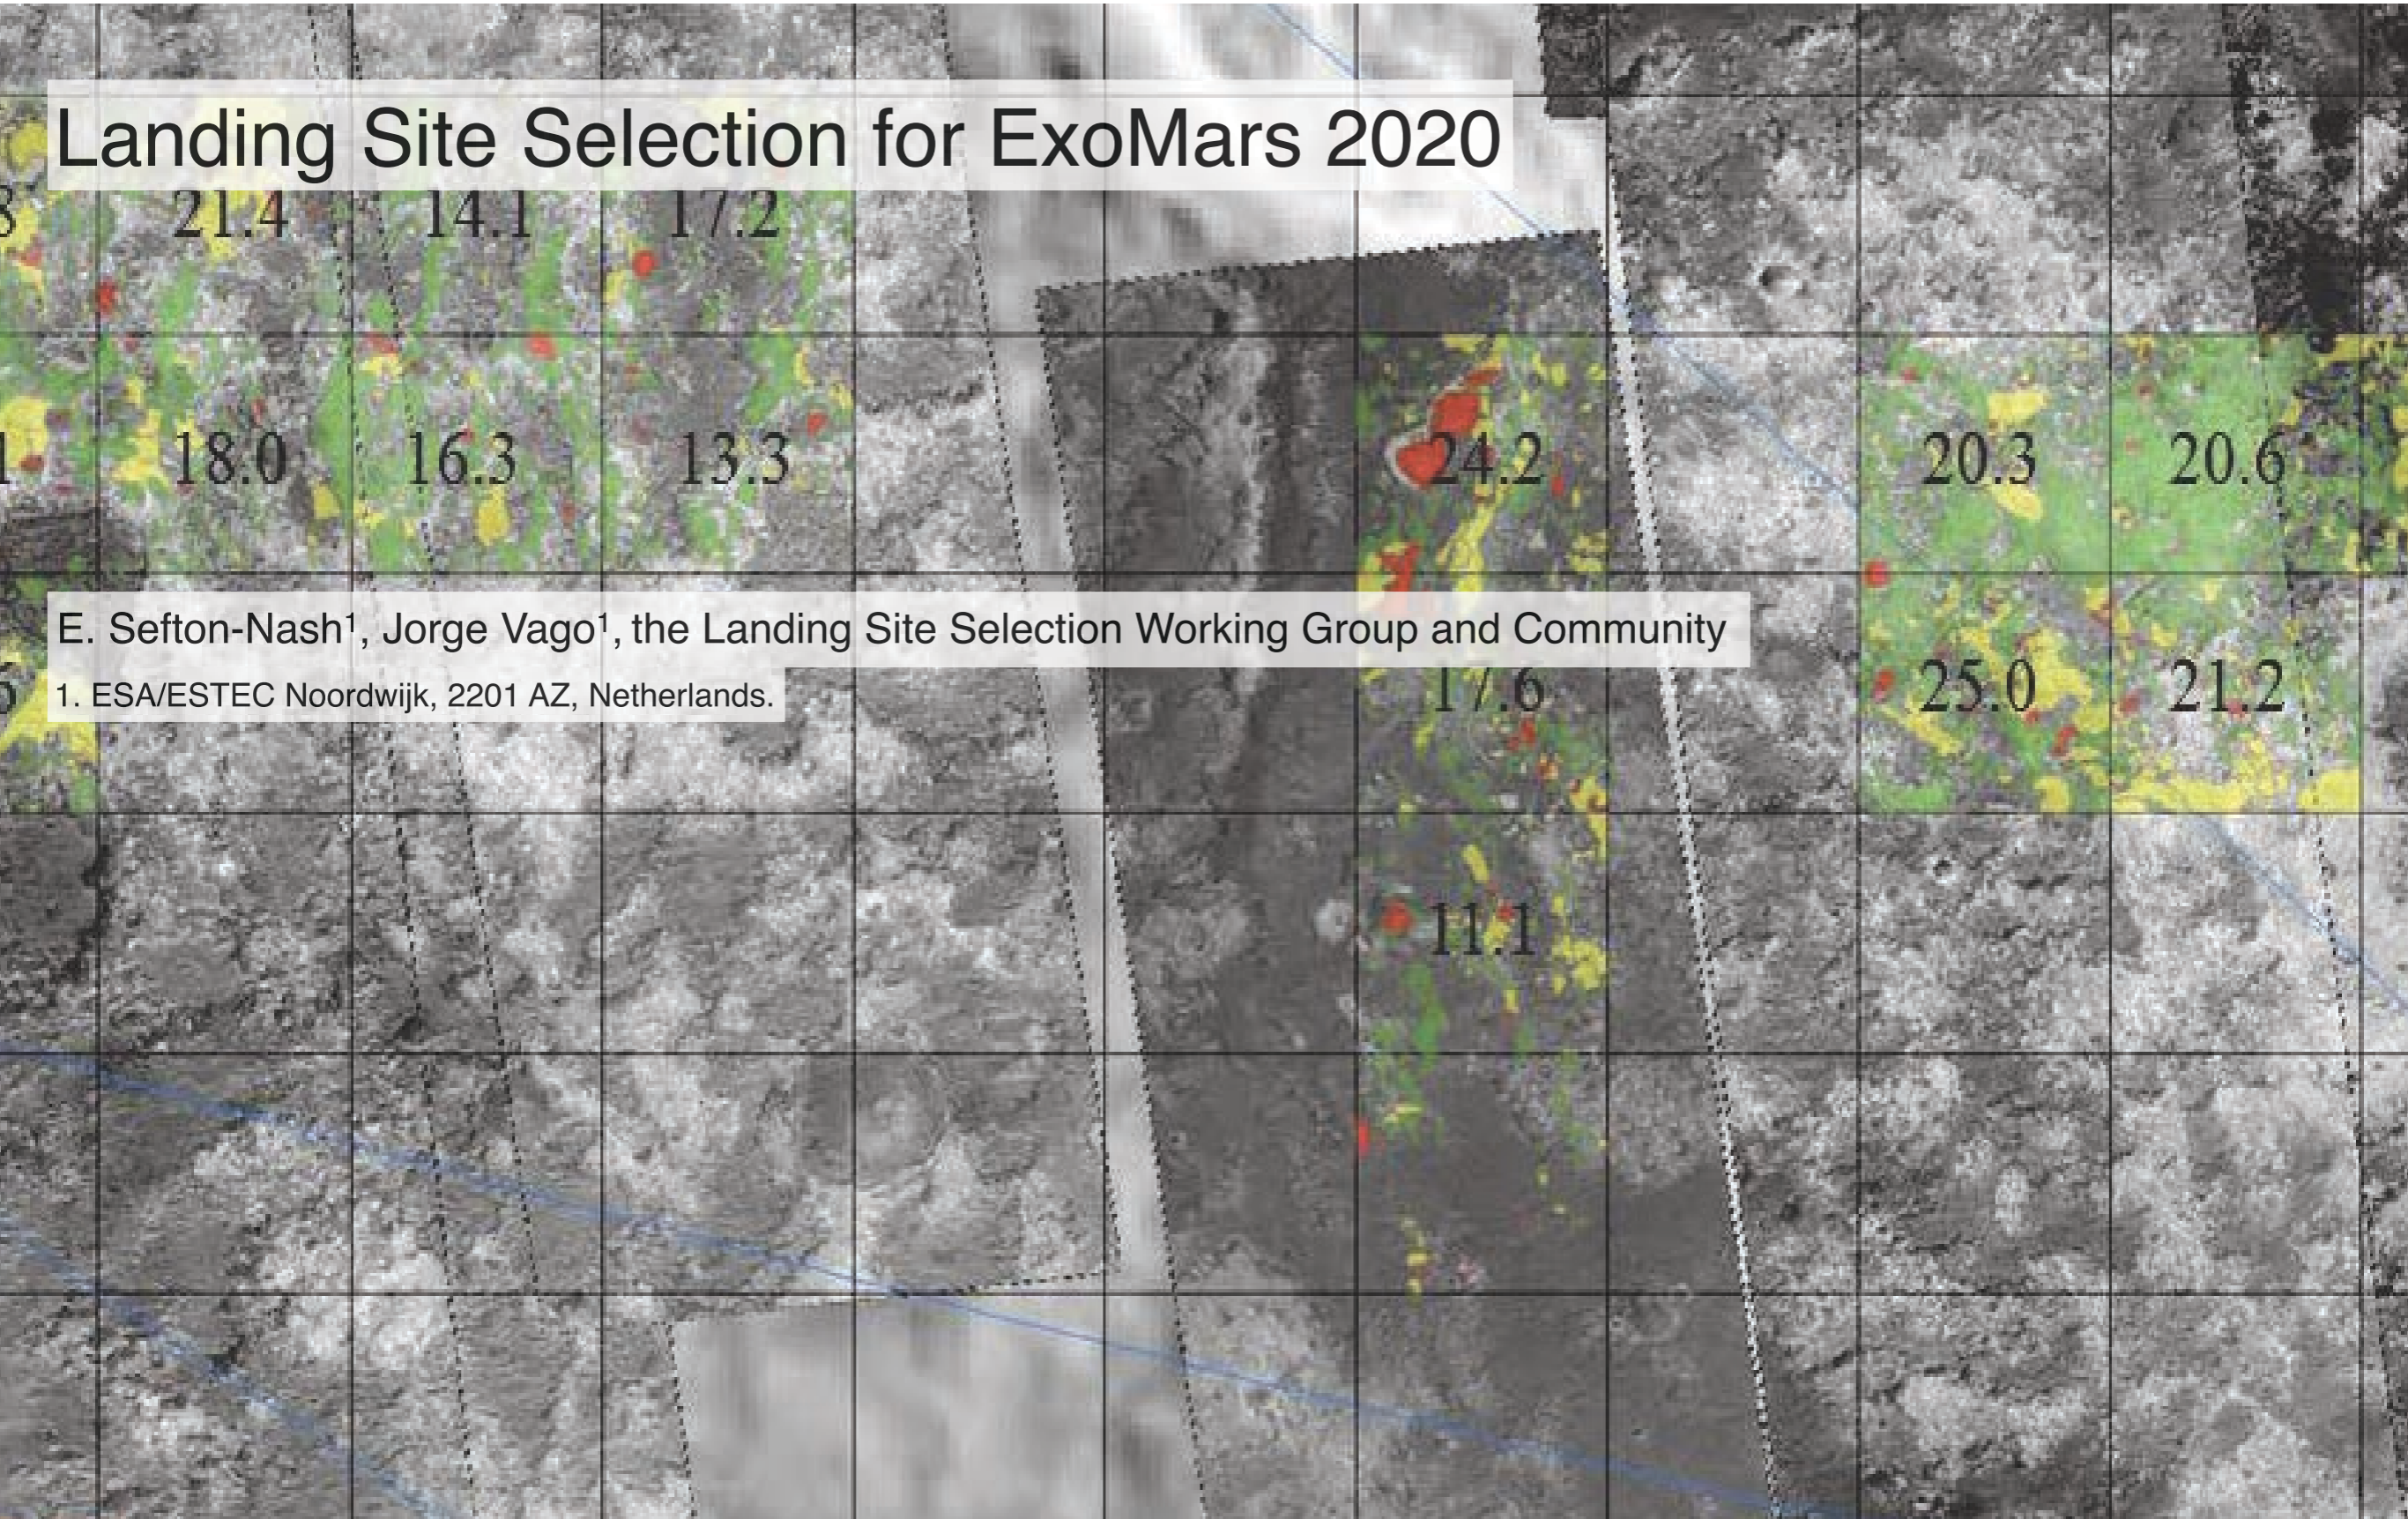 Landing Site Selection for ExoMars 2020
21.4 14.1 17.2
18.0 16.3 13.3 24.2 20.3 20.6
E. Sefton-Nash¹, Jorge Vago¹, the Landing Site Selection Working Group and Community
1. ESA/ESTEC Noordwijk, 2201 AZ, Netherlands.
17.6 25.0 21.2
11.1